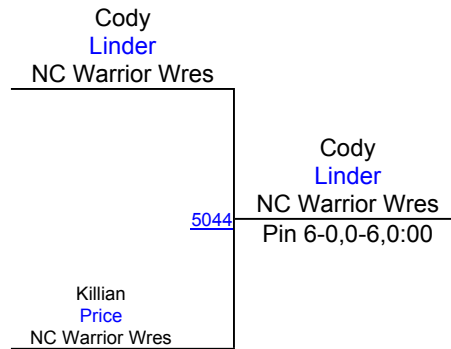 Cody
Linder
NC Warrior Wres
Cody
Linder
NC Warrior Wres
5044
Pin 6-0,0-6,0:00
Killian
Price
NC Warrior Wres